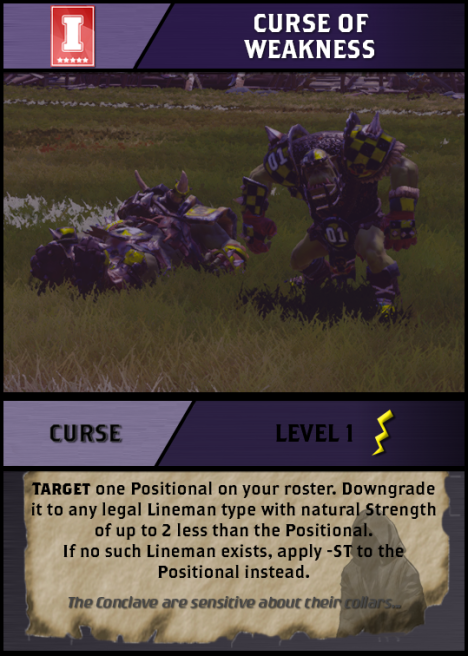 I
★★★★★
CURSE OF
WEAKNESS
01
01
CURSE
LEVEL 1
TARGET one Positional on your roster. Downgrade
it to any legal Lineman type with natural Strength
of up to 2 less than the Positional.
If no such Lineman exists, apply -ST to the
Positional instead.
The Conclave are sensitive about their collars...